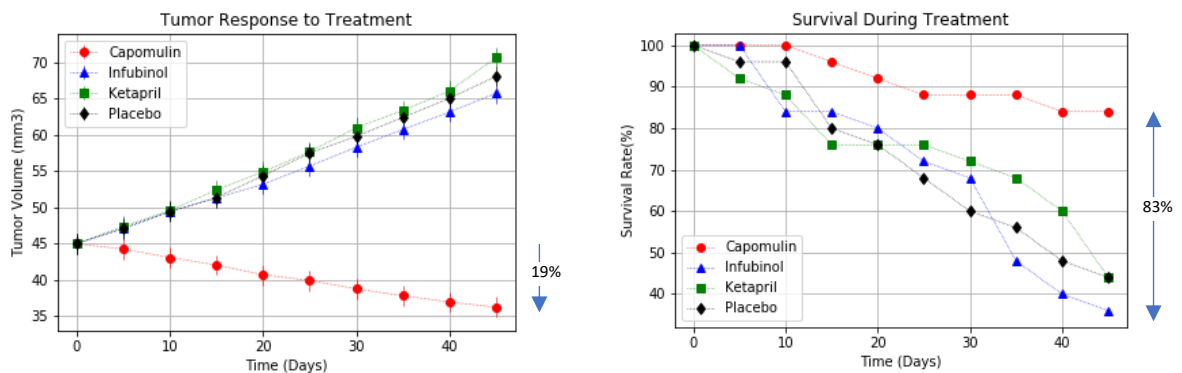 Tumor Response to Treatment
Tumor Volume (mm3)
70
65
60
55
50
45
40
35
Capomulin
Infubinol
Ketapril
Placebo
0
10
20
30
40
Time (Days)
19%
Survival During Treatment
Survival Rate(%)
100
90
80
70
60
50
40
Capomulin
Infubinol
Ketapril
Placebo
0
10
20
30
40
Time (Days)
83%